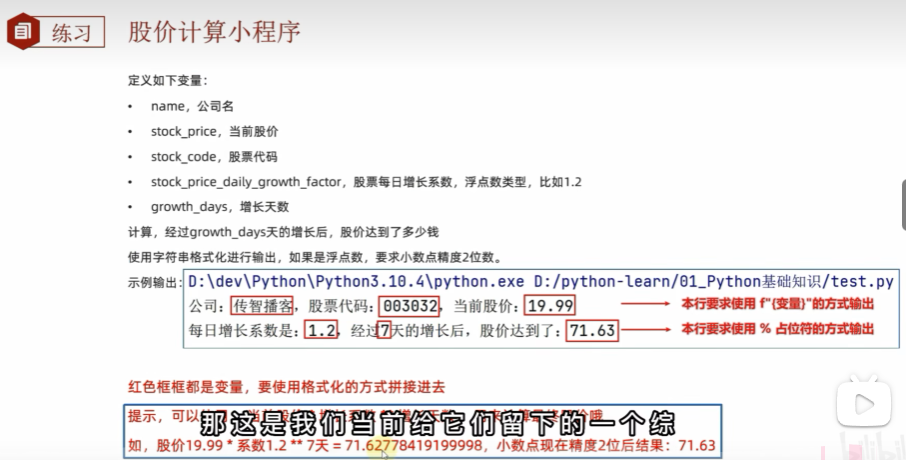 练习
股价计算小程序
定义如下变量：
• name，公司名
• stock_price，当前股价
• stock_code，股票代码
• stock_price_daily_growth_factor，股票每日增长系数，浮点数类型，比如1.2
• growth_days，增长天数
计算，经过growth_days天的增长后，股价达到了多少钱
使用字符串格式化进行输出，如果是浮点数，要求小数点精度2位数。
示例输出：
D:\dev\Python\Python3.10.4\python.exe D:/python-learn/01_Python基础知识/test.py
公司：传智播客，股票代码：003032，当前股价：19.99
本行要求使用 f"{变量}"的方式输出
每日增长系数是：1.2，经过7天的增长后，股价达到了：71.63
本行要求使用 % 占位符的方式输出
红色框框都是变量，要使用格式化的方式拼接进去
提示，可以
那这是我们当前给它们留下的一个综
如，股价19.99 * 系数1.2 ** 7天 = 71.62778419199998，小数点现在精度2位后结果：71.63